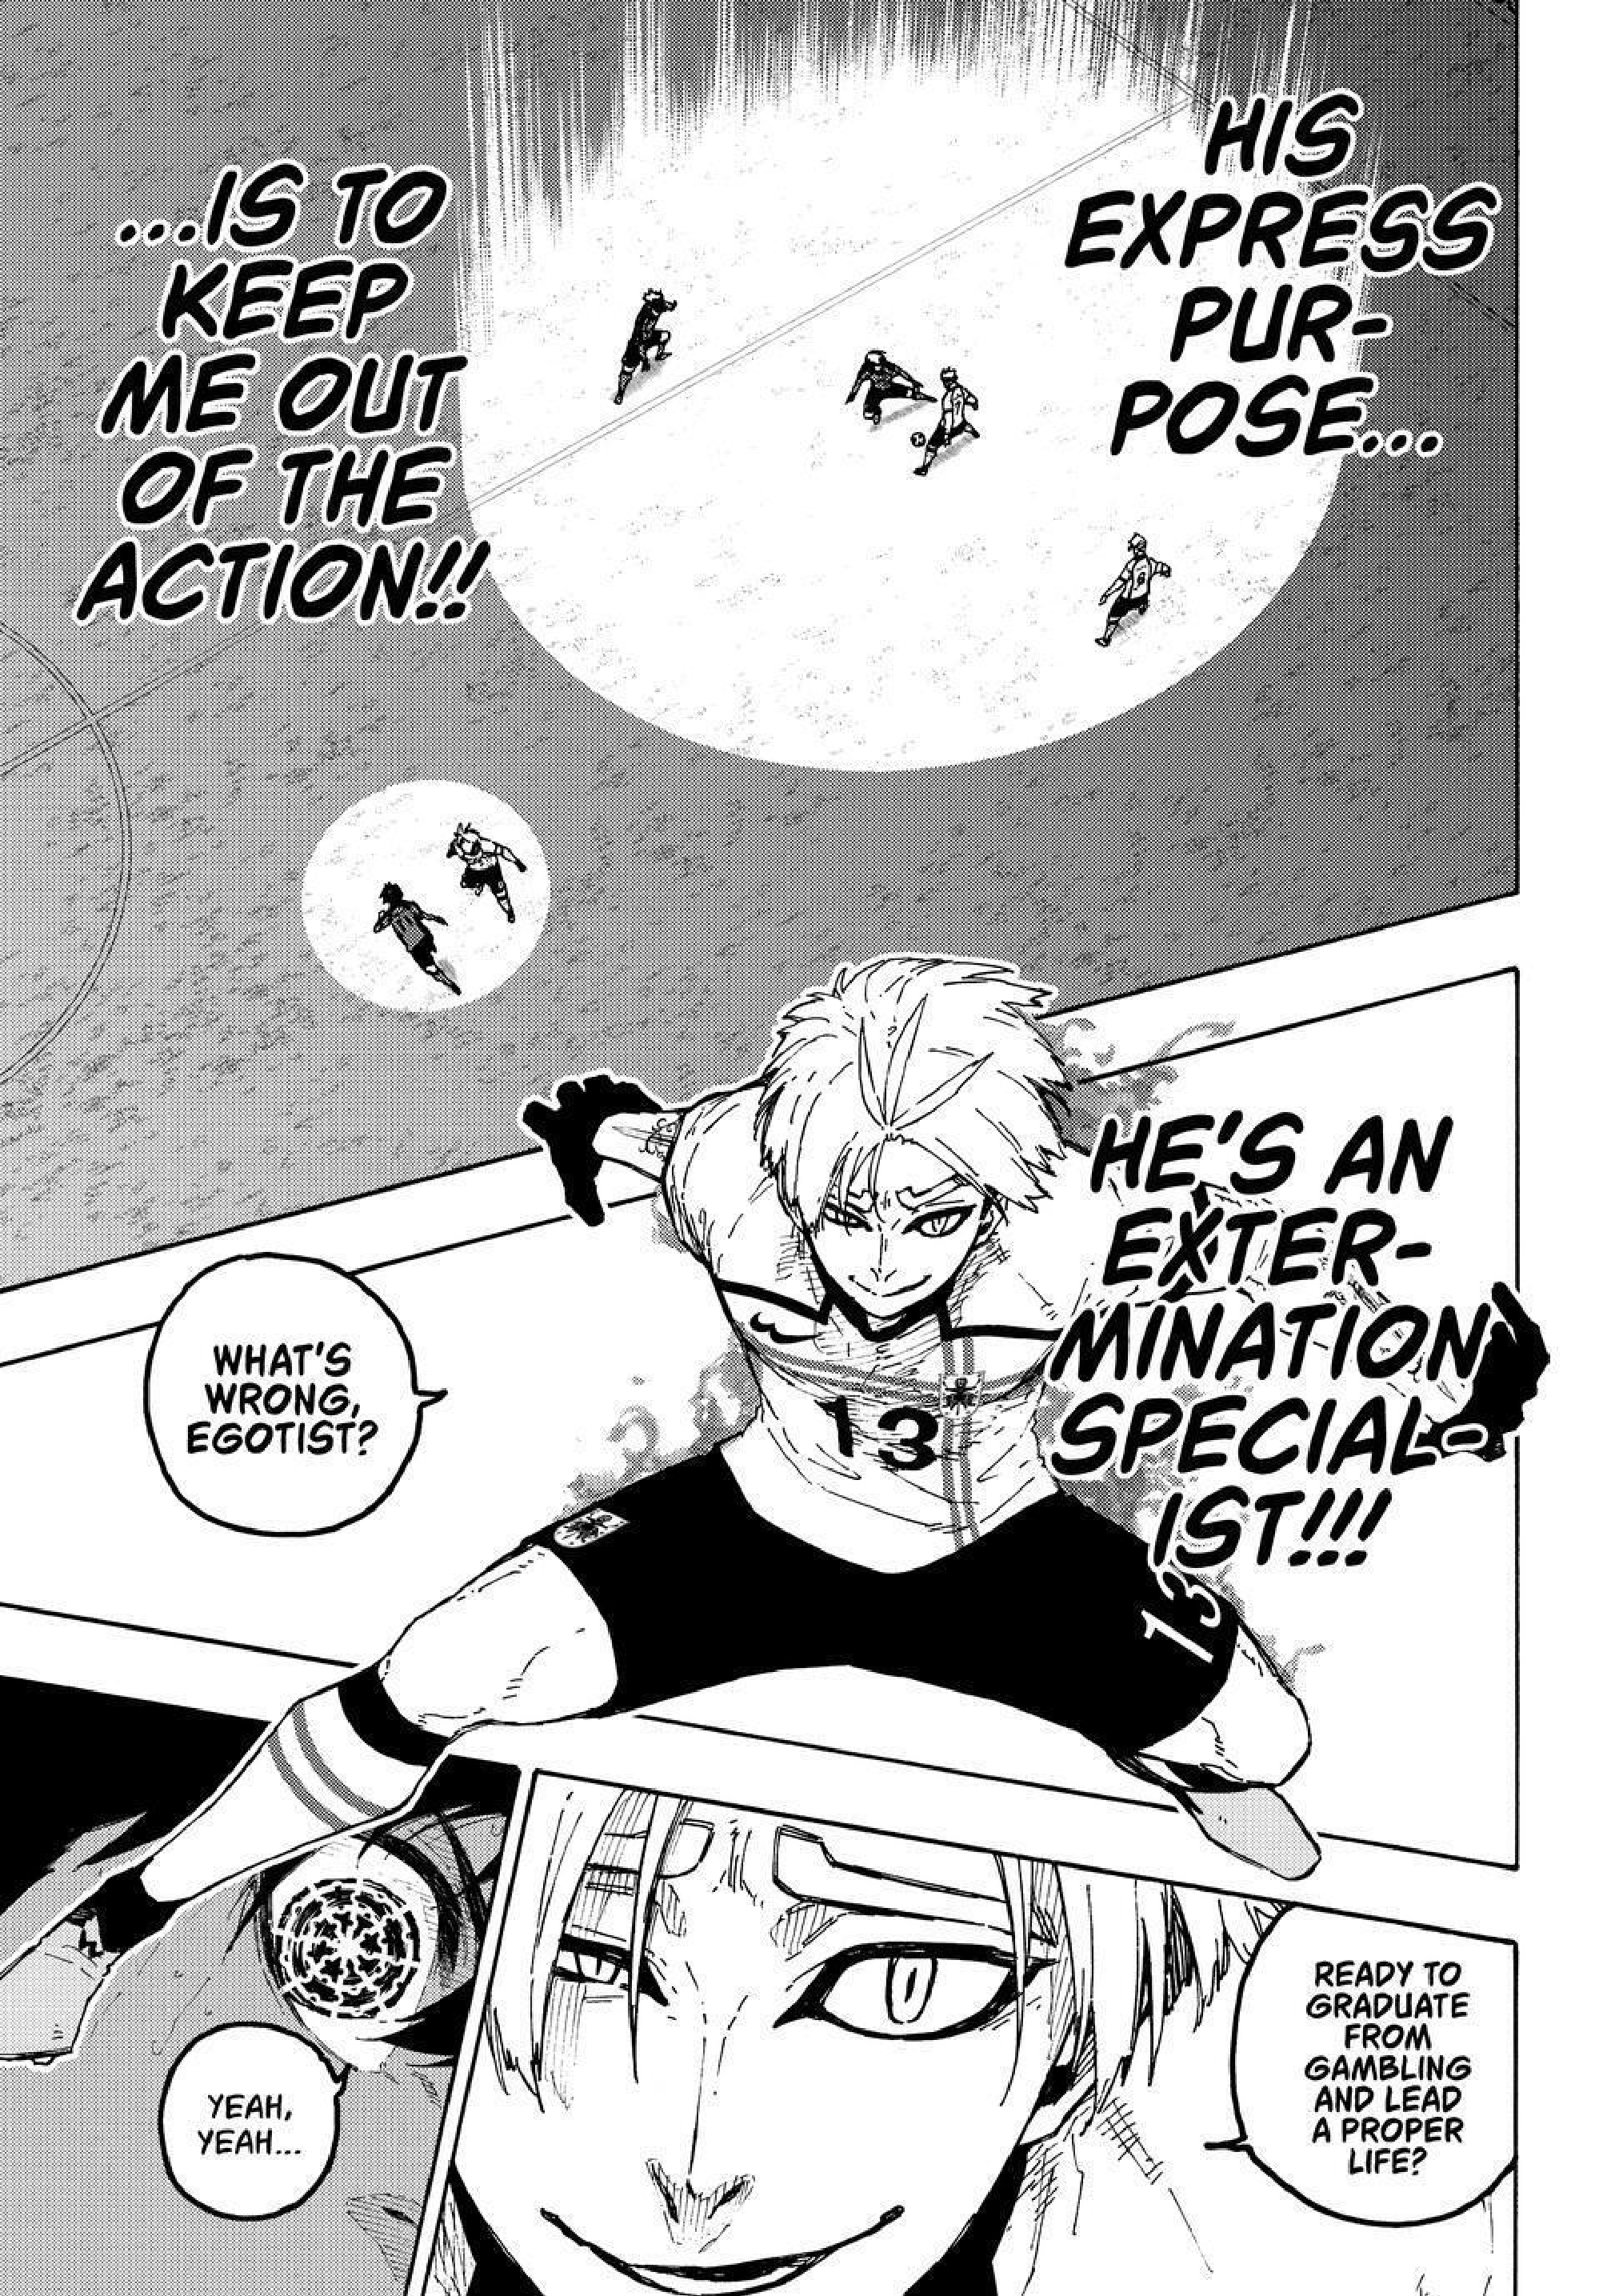 HIS
EXPRESS
PUR-
POSE...
...IS TO
KEEP
ME OUT
OF THE
ACTION!!
HE'S AN
EXTER-
MINATION
SPECIAL-
IST!!!
13
13
WHAT'S
WRONG,
EGOTIST?
READY TO
GRADUATE
FROM
GAMBLING
AND LEAD
A PROPER
LIFE?
YEAH,
YEAH...